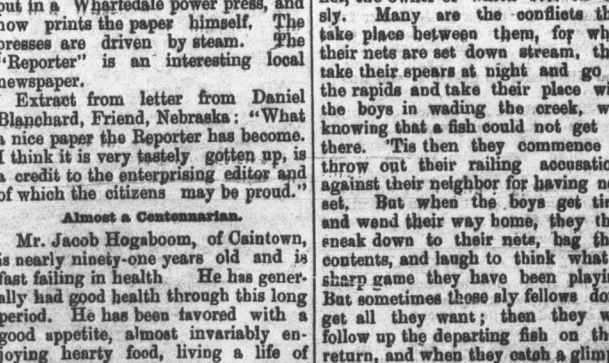 out in a Wharfedale power press, and
now prints the paper himself. The
presses are driven by steam. The
"Reporter" is an interesting local
newspaper.
Extract from letter from Daniel
Blanchard, Friend, Nebraska: "What
a nice paper the Reporter has become.
I think it is very tastely gotten up, is
a credit to the enterprising editor and
of which the citizens may be proud."
Almost a Centennarian.
Mr. Jacob Hogaboom, of Caintown,
is nearly ninety-one years old and is
fast failing in health He has gener-
ally had good health through this long
period. He has been favored with a
good appetite, almost invariably en-
joying hearty food, living a life of
sly. Many are the conflicts th
take place between them, for wh
their nets are set down stream, th
take their spears at night and go
the rapids and take their place wi
the boys in wading the creek, w
knowing that a fish could not get
there. 'Tis then they commence
throw out their railing accusatio
against their neighbor for having n
set. But when the boys get tir
and wend their way home, they th
sneak down to their nets, bag th
contents, and laugh to think what
sharp game they have been playi
But sometimes those sly fellows do
get all they want; then they w
follow up the departing fish on th
return, and when they catch a glim